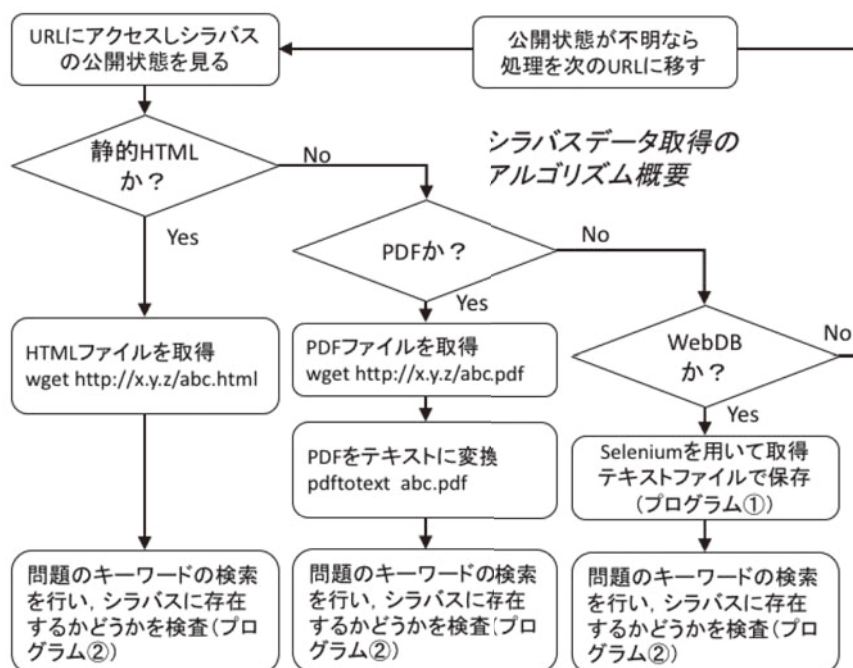 URLにアクセスしシラバス
の公開状態を見る
公開状態が不明なら
処理を次のURLに移す
シラバスデータ取得の
アルゴリズム概要
静的HTML
か？
No
Yes
PDFか？
No
Yes
WebDB
か？
No
Yes
HTMLファイルを取得
wget http://x.y.z/abc.html
PDFファイルを取得
wget http://x.y.z/abc.pdf
PDFをテキストに変換
pdftotext abc.pdf
Seleniumを用いて取得
テキストファイルで保存
(プログラム①)
問題のキーワードの検索
を行い，シラバスに存在
するかどうかを検査(プロ
グラム②)
問題のキーワードの検索
を行い，シラバスに存在
するかどうかを検査(プロ
グラム②)
問題のキーワードの検索
を行い，シラバスに存在
するかどうかを検査(プロ
グラム②)